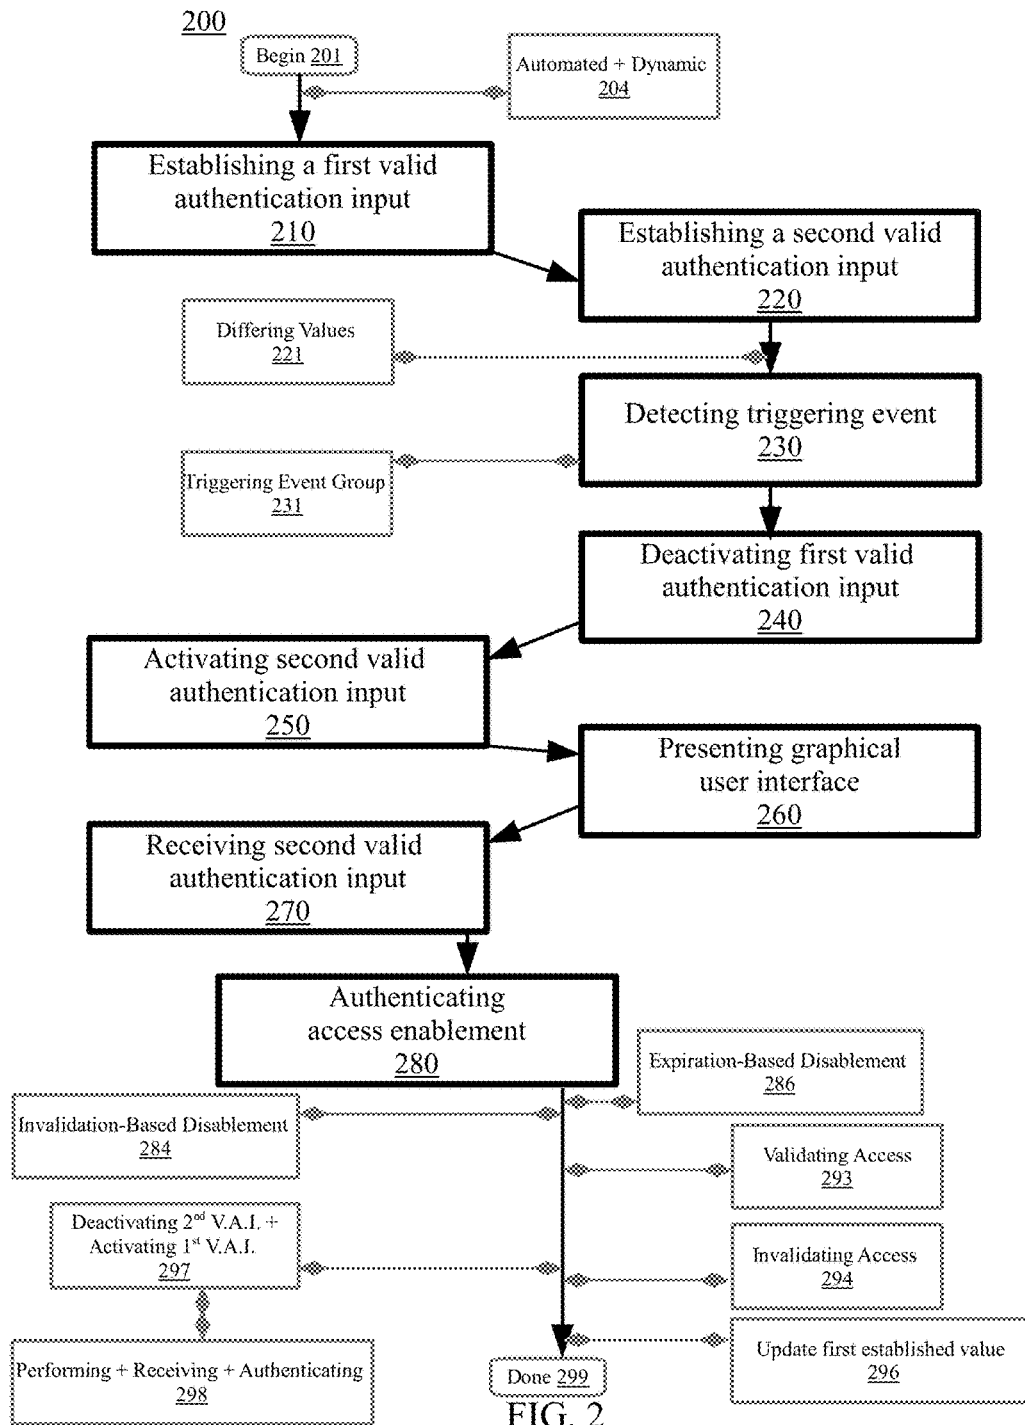 200
Begin 201
Automated + Dynamic
204
Establishing a first valid
authentication input
210
Establishing a second valid
authentication input
220
Differing Values
221
Detecting triggering event
230
Triggering Event Group
231
Deactivating first valid
authentication input
240
Activating second valid
authentication input
250
Presenting graphical
user interface
260
Receiving second valid
authentication input
270
Authenticating
access enablement
280
Expiration-Based Disablement
286
Invalidation-Based Disablement
284
Validating Access
293
Deactivating 2nd V.A.I. +
Activating 1st V.A.I.
297
Invalidating Access
294
Performing + Receiving + Authenticating
298
Update first established value
296
Done 299
FIG. 2